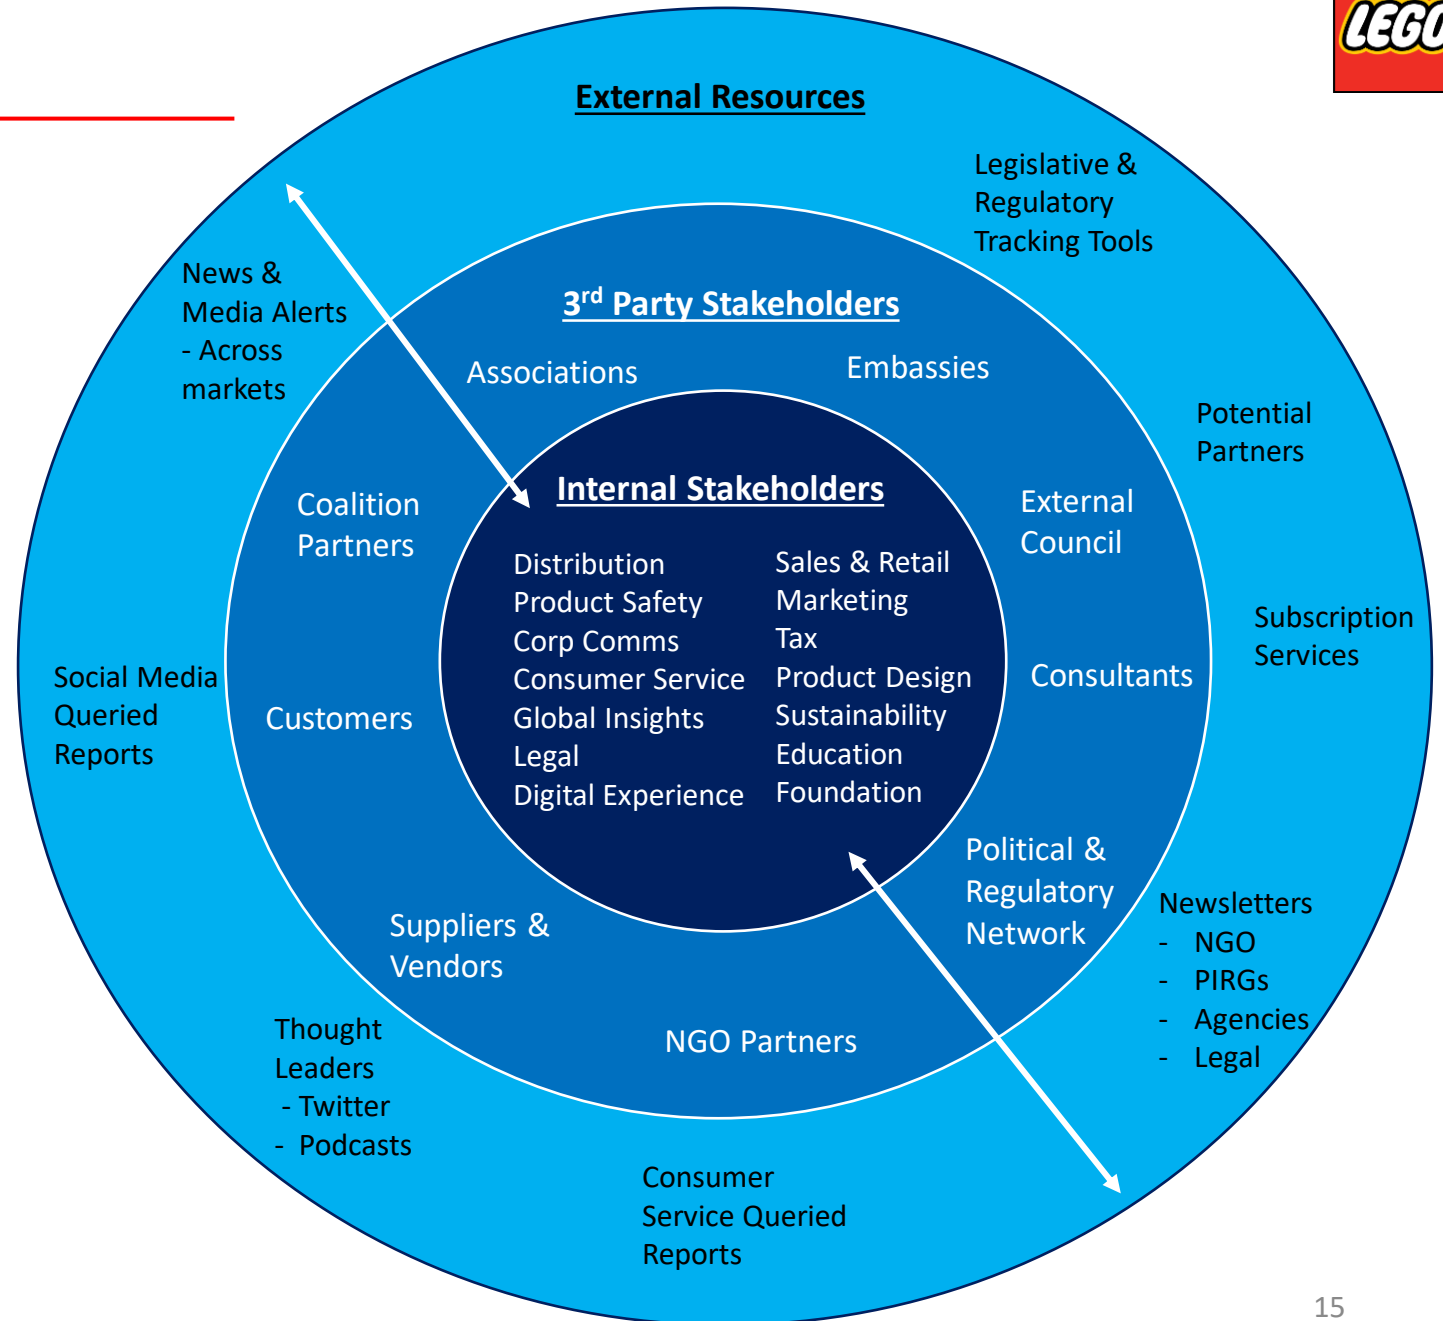 LEGO
External Resources
Legislative &
Regulatory
Tracking Tools
News &
Media Alerts
- Across
markets
3rd Party Stakeholders
Associations
Embassies
Potential
Partners
Coalition
Partners
External
Council
Internal Stakeholders
Distribution
Product Safety
Corp Comms
Consumer Service
Global Insights
Legal
Digital Experience
Sales & Retail
Marketing
Tax
Product Design
Sustainability
Education
Foundation
Subscription
Services
Social Media
Queried
Reports
Customers
Consultants
Political &
Regulatory
Network
Newsletters
- NGO
- PIRGs
- Agencies
- Legal
Suppliers &
Vendors
NGO Partners
Thought
Leaders
- Twitter
- Podcasts
Consumer
Service Queried
Reports
15